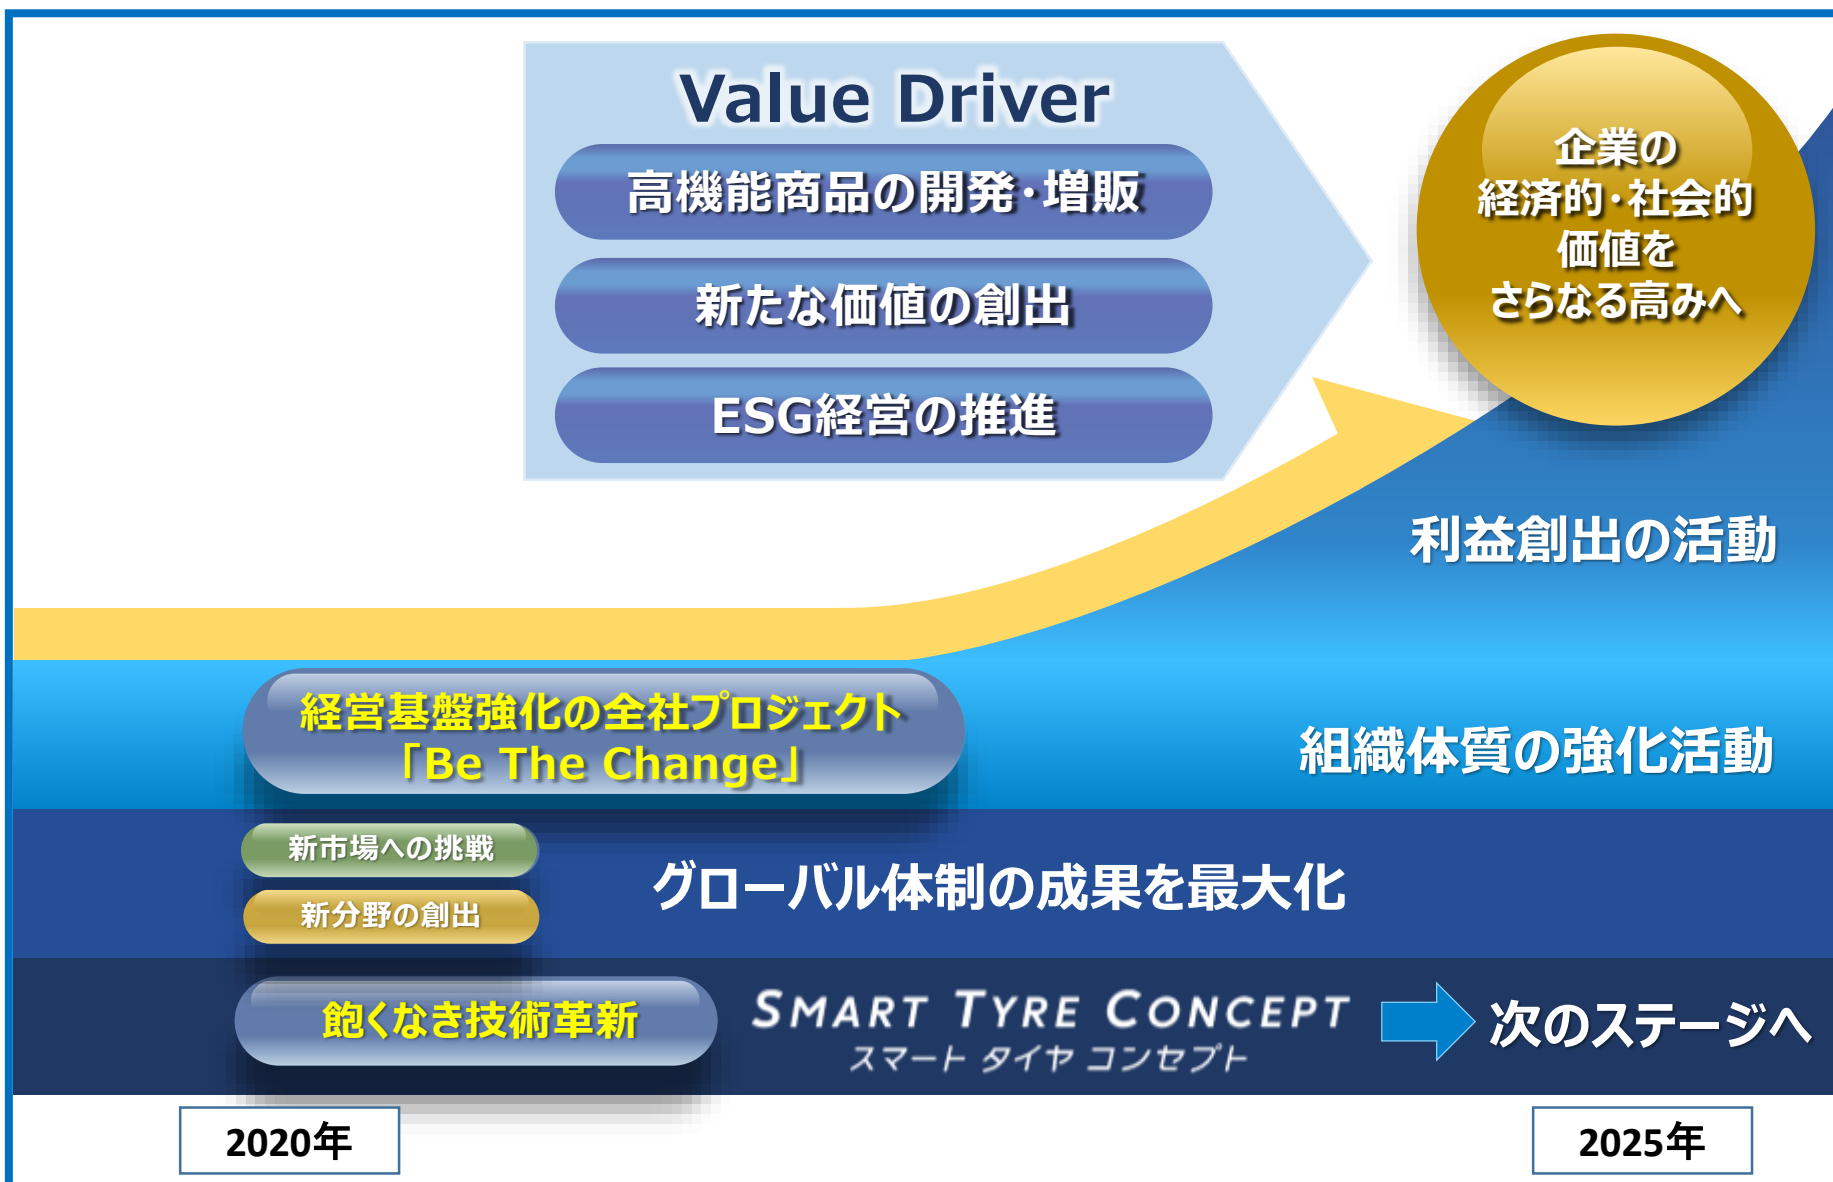 Value Driver
高機能商品の開発・増販
新たな価値の創出
ESG経営の推進
企業の
経済的・社会的
価値を
さらなる高みへ
利益創出の活動
経営基盤強化の全社プロジェクト
「Be The Change」
組織体質の強化活動
新市場への挑戦
新分野の創出
グローバル体制の成果を最大化
飽くなき技術革新
SMART TYRE CONCEPT
スマート タイヤ コンセプト
次のステージへ
2020年
2025年